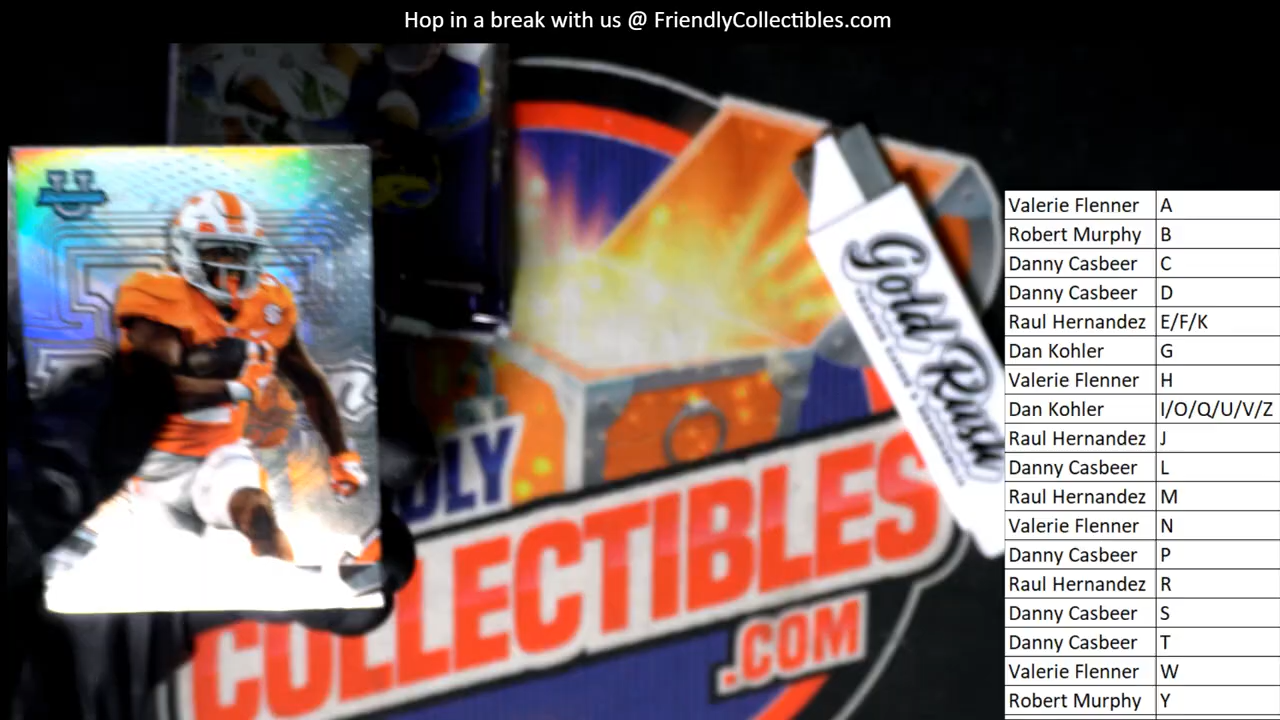 Hop in a break with us @ FriendlyCollectibles.com
U
Gold Rush
DLY
COLLECTIBLES
.COM
Valerie Flenner A
Robert Murphy B
Danny Casbeer C
Danny Casbeer D
Raul Hernandez E/F/K
Dan Kohler G
Valerie Flenner H
Dan Kohler I/O/Q/U/V/Z
Raul Hernandez J
Danny Casbeer L
Raul Hernandez M
Valerie Flenner N
Danny Casbeer P
Raul Hernandez R
Danny Casbeer S
Danny Casbeer T
Valerie Flenner W
Robert Murphy Y